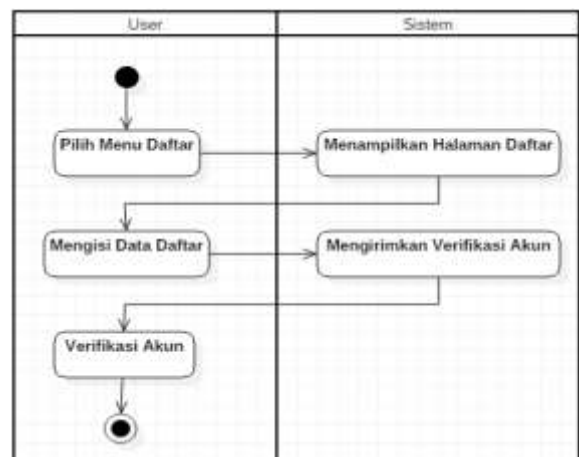 User
Sistem
Pilih Menu Daftar
Menampilkan Halaman Daftar
Mengisi Data Daftar
Mengirimkan Verifikasi Akun
Verifikasi Akun